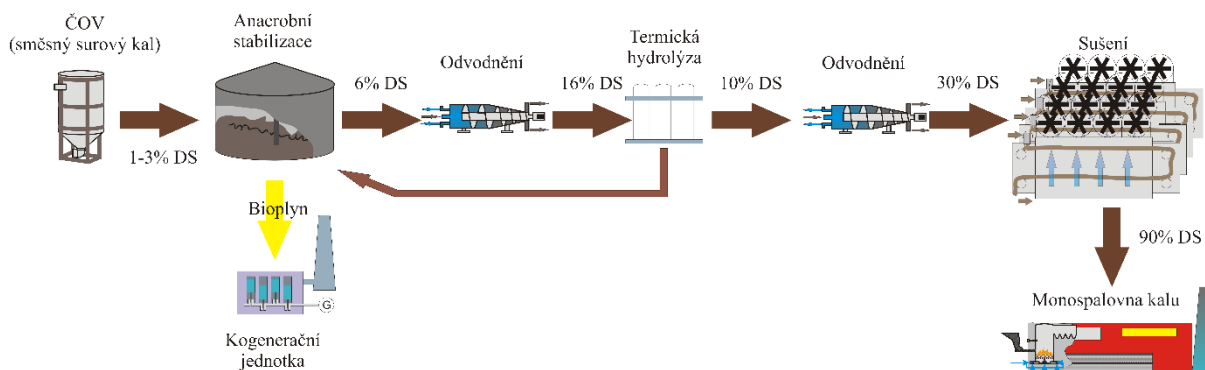 ČOV
(směsný surový kal)
1-3% DS
Anaerobní
stabilizace
6% DS
Odvodnění
16% DS
Termická
hydrolýza
10% DS
Odvodnění
30% DS
Sušení
90% DS
Bioplyn
G
Kogenerační
jednotka
Monospalovna kalu